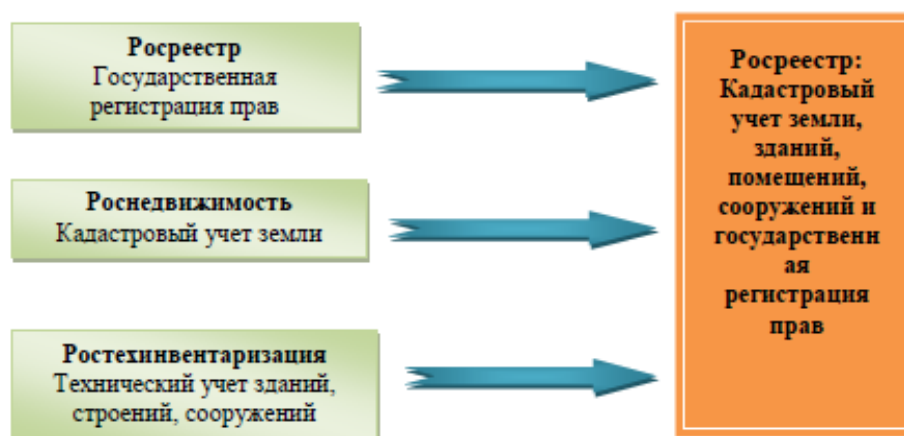 Росреестр
Государственная
регистрация прав
Роснедвижимость
Кадастровый учет земли
Ростехинвентаризация
Технический учет зданий,
строений, сооружений
Росреестр:
Кадастровый
учет земли,
зданий,
помещений,
сооружений и
государственн
ая
регистрация
прав